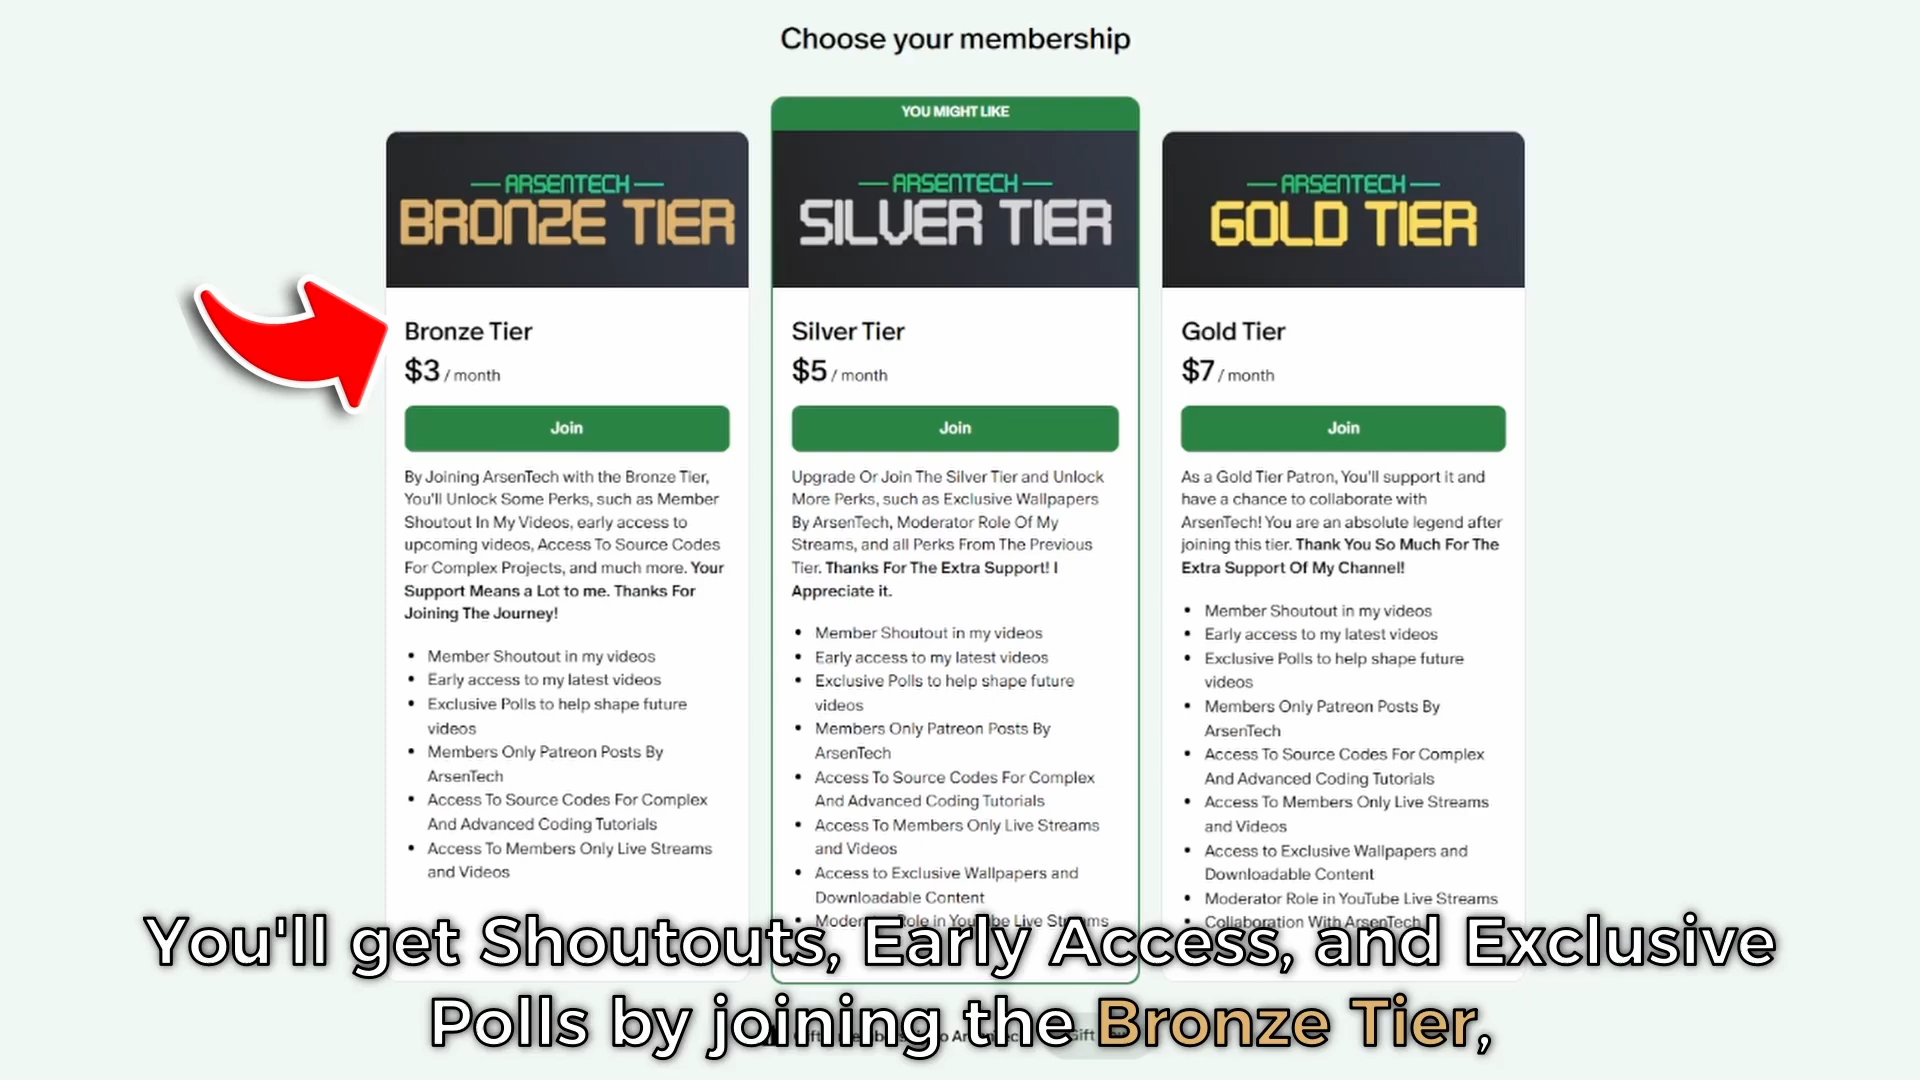 Choose your membership
— ARSENTECH —
BRONZE TIER
Bronze Tier
$3 / month
Join
By Joining ArsenTech with the Bronze Tier,
You'll Unlock Some Perks, such as Member
Shoutout In My Videos, early access to
upcoming videos, Access To Source Codes
For Complex Projects, and much more. Your
Support Means a Lot to me. Thanks For
Joining The Journey!
• Member Shoutout in my videos
• Early access to my latest videos
• Exclusive Polls to help shape future
videos
• Members Only Patreon Posts By
ArsenTech
• Access To Source Codes For Complex
And Advanced Coding Tutorials
• Access To Members Only Live Streams
and Videos
YOU MIGHT LIKE
— ARSENTECH —
SILVER TIER
Silver Tier
$5 / month
Join
Upgrade Or Join The Silver Tier and Unlock
More Perks, such as Exclusive Wallpapers
By ArsenTech, Moderator Role Of My
Streams, and all Perks From The Previous
Tier. Thanks For The Extra Support! I
Appreciate it.
• Member Shoutout in my videos
• Early access to my latest videos
• Exclusive Polls to help shape future
videos
• Members Only Patreon Posts By
ArsenTech
• Access To Source Codes For Complex
And Advanced Coding Tutorials
• Access To Members Only Live Streams
and Videos
• Access to Exclusive Wallpapers and
Downloadable Content
• Moderator Role in YouTube Live Streams
— ARSENTECH —
GOLD TIER
Gold Tier
$7 / month
Join
As a Gold Tier Patron, You'll support it and
have a chance to collaborate with
ArsenTech! You are an absolute legend after
joining this tier. Thank You So Much For The
Extra Support Of My Channel!
• Member Shoutout in my videos
• Early access to my latest videos
• Exclusive Polls to help shape future
videos
• Members Only Patreon Posts By
ArsenTech
• Access To Source Codes For Complex
And Advanced Coding Tutorials
• Access To Members Only Live Streams
and Videos
• Access to Exclusive Wallpapers and
Downloadable Content
• Moderator Role in YouTube Live Streams
• Collaboration With ArsenTech
You'll get Shoutouts, Early Access, and Exclusive
Polls by joining the Bronze Tier,